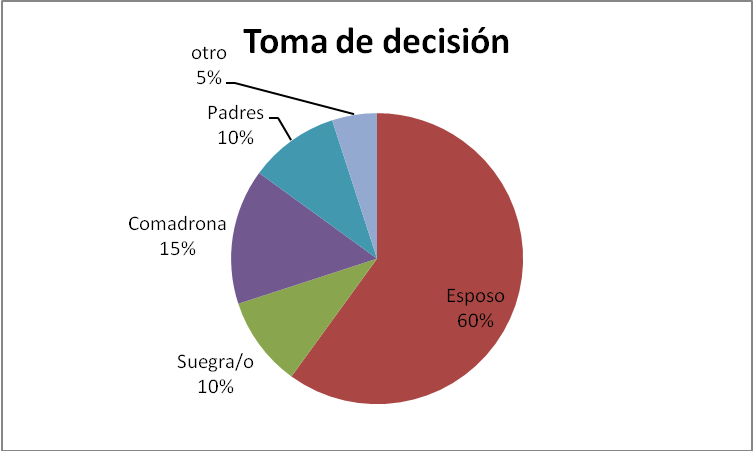 Toma de decisión
otro
5%
Padres
10%
Comadrona
15%
Esposo
60%
Suegra/o
10%